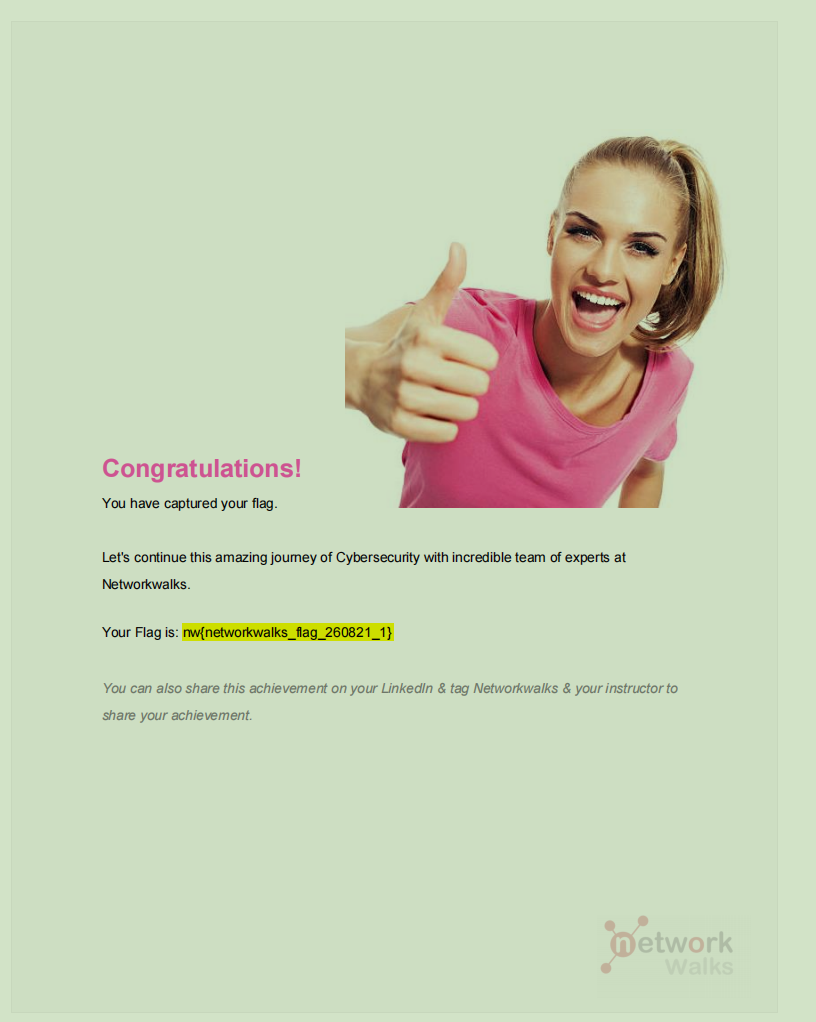 Congratulations!
You have captured your flag.
Let's continue this amazing journey of Cybersecurity with incredible team of experts at
Networkwalks.
Your Flag is: nw{networkwalks_flag_260821_1}
You can also share this achievement on your LinkedIn & tag Networkwalks & your instructor to
share your achievement.
network
Walks